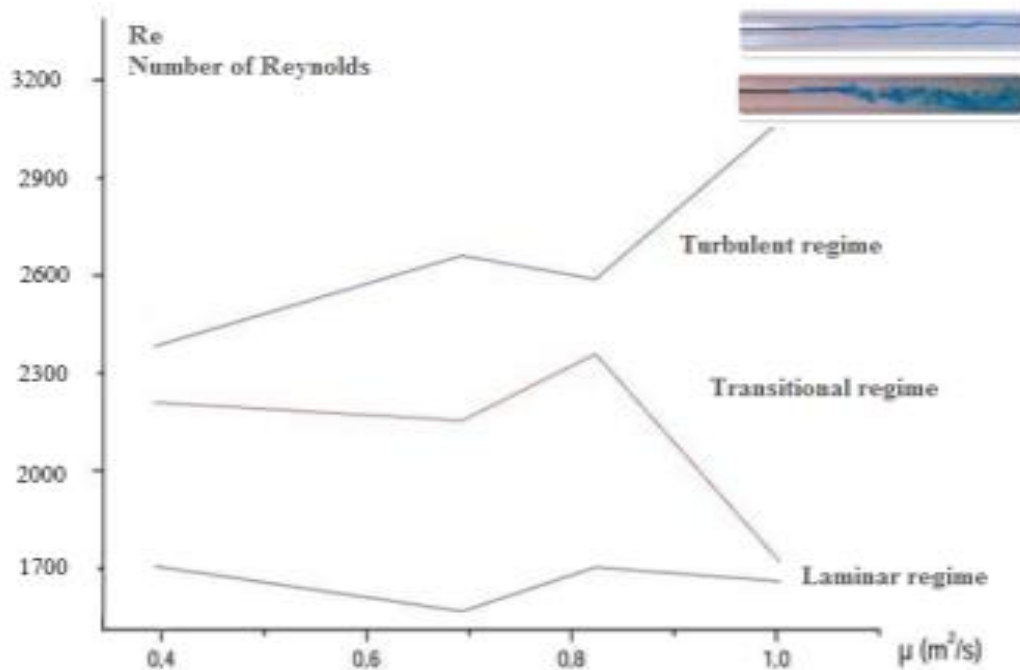 Re
Number of Reynolds
3200
2900
2600
2300
2000
1700
Turbulent regime
Transitional regime
Laminar regime
0,4
0,6
0,8
1,0
μ (m²/s)